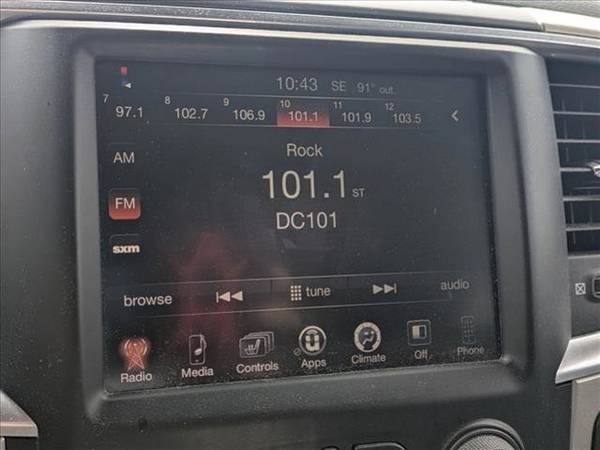 10:43 SE 91° out
7 97.1 8 102.7 9 106.9 10 101.1 11 101.9 12 103.5
AM
Rock
FM
101.1 ST
DC101
sxm
browse tune audio
Radio Media Controls Apps Climate Off Phone